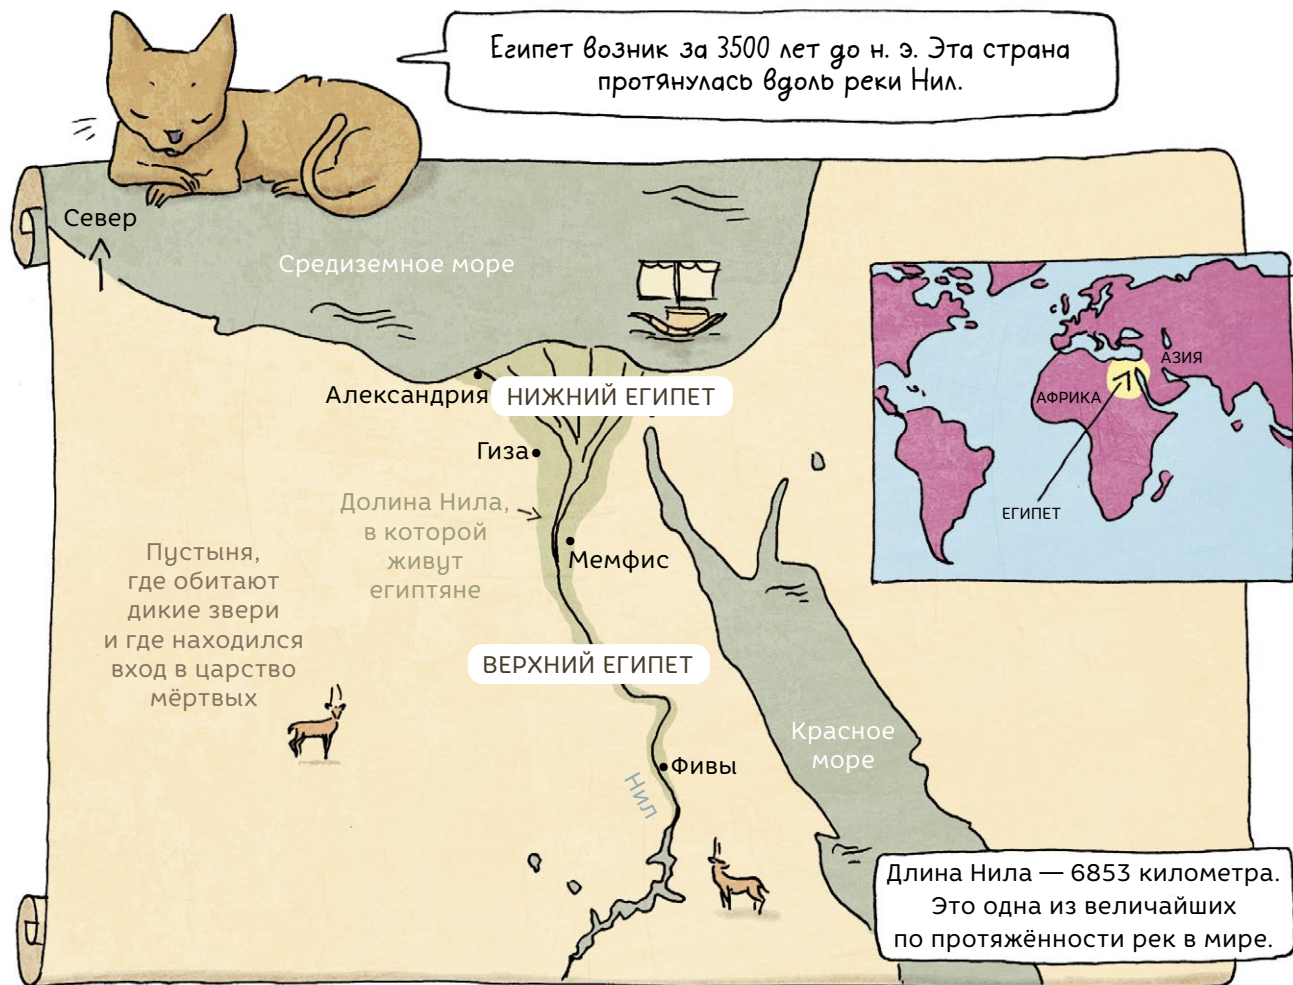 Египет возник за 3500 лет до н. э. Эта страна
протянулась вдоль реки Нил.
Север
Средиземное море
Александрия
НИЖНИЙ ЕГИПЕТ
Гиза
Долина Нила,
в которой
живут
египтяне
Мемфис
Пустыня,
где обитают
дикие звери
и где находился
вход в царство
мёртвых
ВЕРХНИЙ ЕГИПЕТ
Красное
море
Фивы
Нил
АЗИЯ
АФРИКА
ЕГИПЕТ
Длина Нила — 6853 километра.
Это одна из величайших
по протяжённости рек в мире.